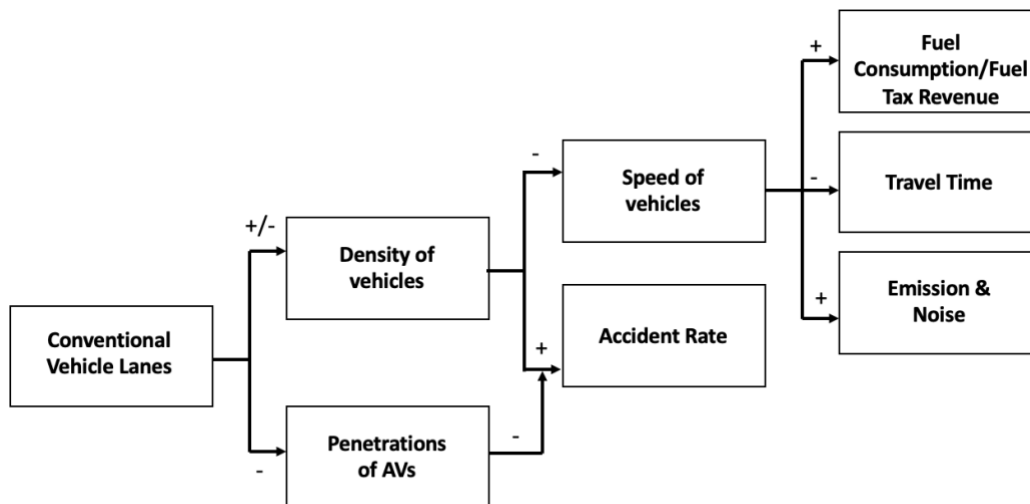 +
Fuel
Consumption/Fuel
Tax Revenue
-
Speed of
vehicles
-
Travel Time
+/-
Density of
vehicles
+
Emission &
Noise
Conventional
Vehicle Lanes
+
Accident Rate
-
Penetrations
of AVs
-